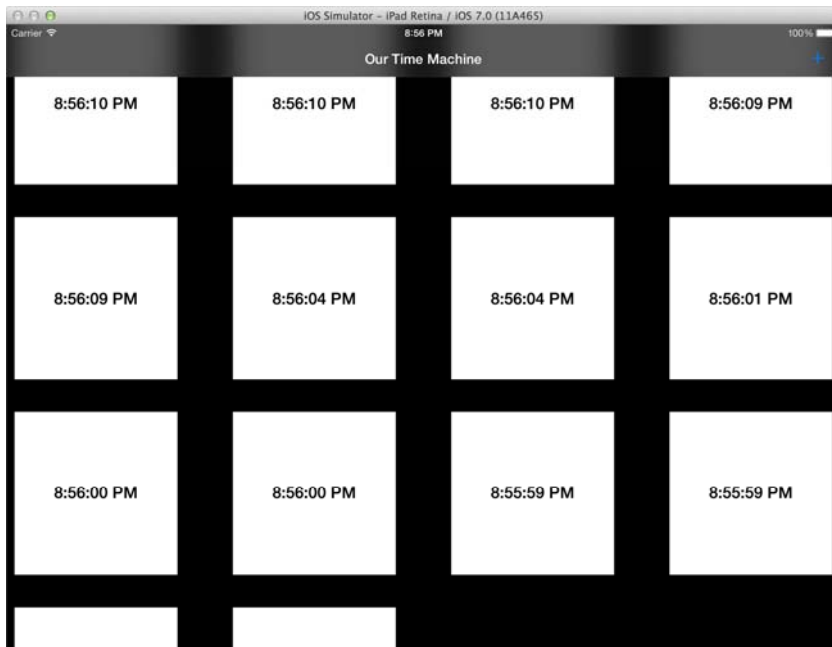 iOS Simulator – iPad Retina / iOS 7.0 (11A465)
Carrier 8:56 PM 100%
Our Time Machine +
8:56:10 PM 8:56:10 PM 8:56:10 PM 8:56:09 PM
8:56:09 PM 8:56:04 PM 8:56:04 PM 8:56:01 PM
8:56:00 PM 8:56:00 PM 8:55:59 PM 8:55:59 PM